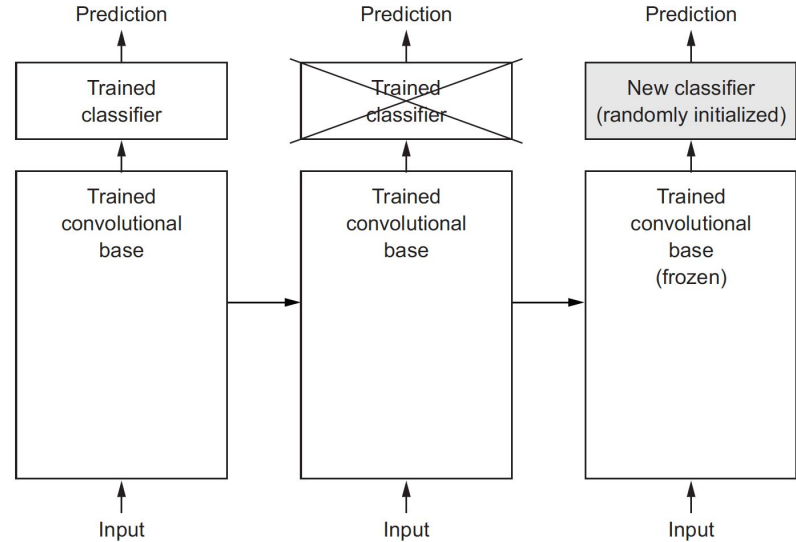 Prediction
Prediction
Prediction
Trained
classifier
Trained
classifier
New classifier
(randomly initialized)
Trained
convolutional
base
Trained
convolutional
base
Trained
convolutional
base
(frozen)
Input
Input
Input